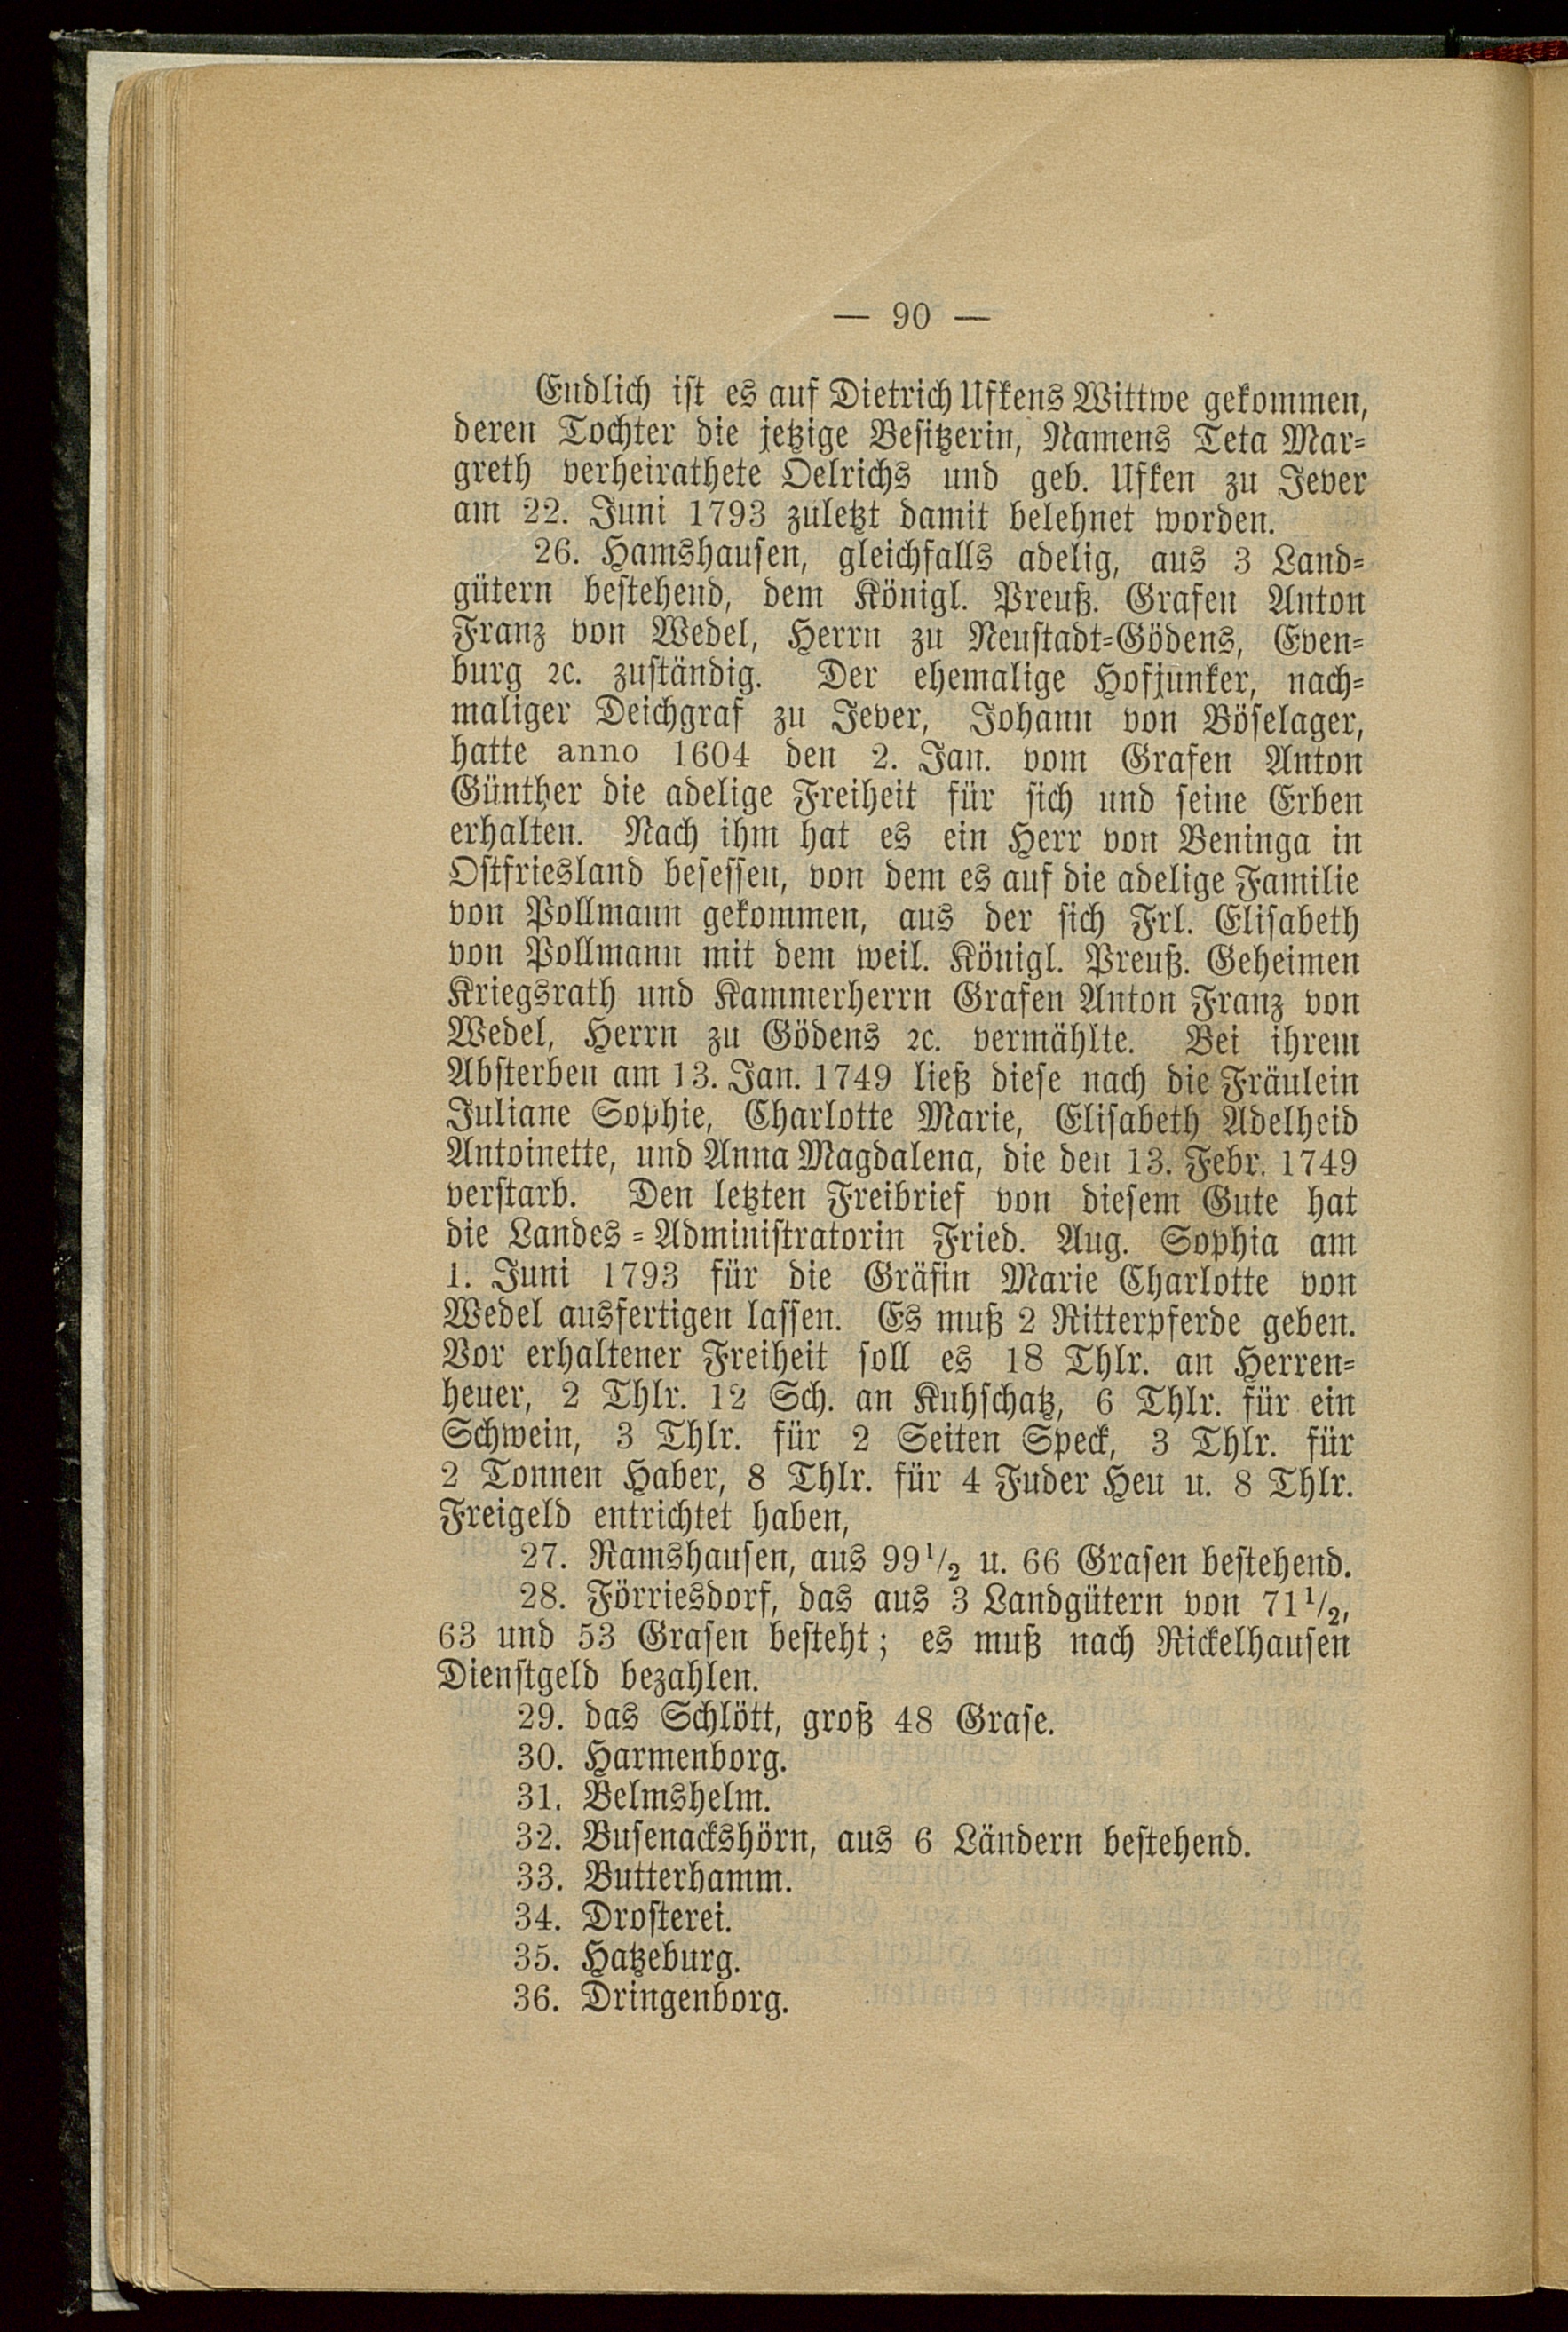 — 90 —
Endlich ist es auf Dietrich Ufkens Wittwe gekommen,
deren Tochter die jetzige Besitzerin, Namens Teta Mar-
greth verheirathete Oelrichs und geb. Ufken zu Jever
am 22. Juni 1793 zuletzt damit belehnet worden.
26. Hamshausen, gleichfalls adelig, aus 3 Land-
gütern bestehend, dem Königl. Preuß. Grafen Anton
Franz von Wedel, Herrn zu Neustadt-Gödens, Even-
burg ꝛc. zuständig. Der ehemalige Hofjunker, nach-
maliger Deichgraf zu Jever, Johann von Böselager,
hatte anno 1604 den 2. Jan. vom Grafen Anton
Günther die adelige Freiheit für sich und seine Erben
erhalten. Nach ihm hat es ein Herr von Beninga in
Ostfriesland besessen, von dem es auf die adelige Familie
von Pollmann gekommen, aus der sich Frl. Elisabeth
von Pollmann mit dem weil. Königl. Preuß. Geheimen
Kriegsrath und Kammerherrn Grafen Anton Franz von
Wedel, Herrn zu Gödens ꝛc. vermählte. Bei ihrem
Absterben am 13. Jan. 1749 ließ diese nach die Fräulein
Juliane Sophie, Charlotte Marie, Elisabeth Adelheid
Antoinette, und Anna Magdalena, die den 13. Febr. 1749
verstarb. Den letzten Freibrief von diesem Gute hat
die Landes-Administratorin Fried. Aug. Sophia am
1. Juni 1793 für die Gräfin Marie Charlotte von
Wedel ausfertigen lassen. Es muß 2 Ritterpferde geben.
Vor erhaltener Freiheit soll es 18 Thlr. an Herren-
heuer, 2 Thlr. 12 Sch. an Kuhschatz, 6 Thlr. für ein
Schwein, 3 Thlr. für 2 Seiten Speck, 3 Thlr. für
2 Tonnen Haber, 8 Thlr. für 4 Fuder Heu u. 8 Thlr.
Freigeld entrichtet haben,
27. Ramshausen, aus 99½ u. 66 Grasen bestehend.
28. Förriesdorf, das aus 3 Landgütern von 71½,
63 und 53 Grasen besteht; es muß nach Rickelhausen
Dienstgeld bezahlen.
29. das Schlött, groß 48 Grase.
30. Harmenborg.
31. Belmshelm.
32. Busenackshörn, aus 6 Ländern bestehend.
33. Butterhamm.
34. Drosterei.
35. Hatzeburg.
36. Dringenborg.